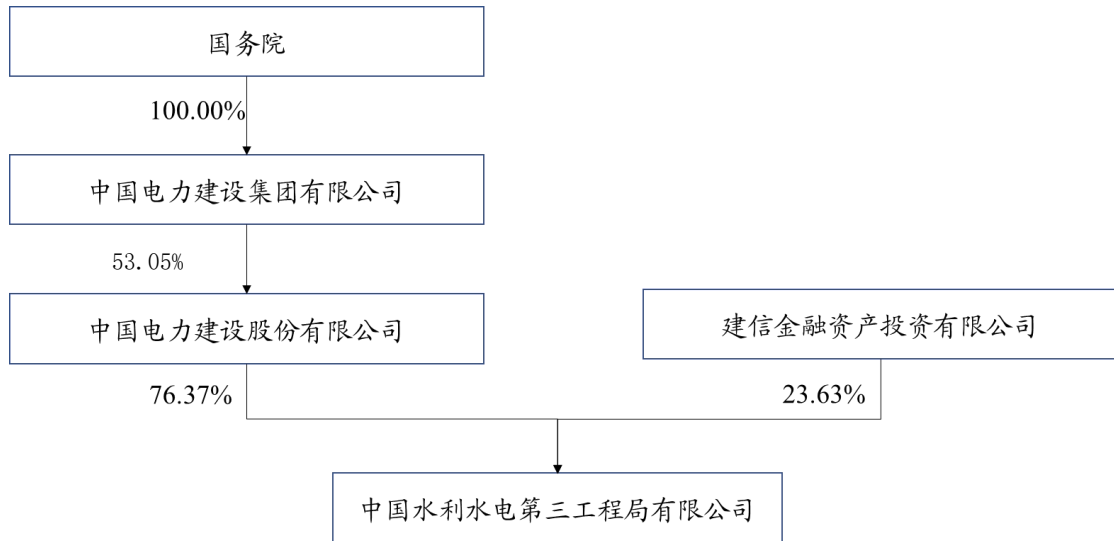 国务院
100.00%
中国电力建设集团有限公司
53.05%
中国电力建设股份有限公司
建信金融资产投资有限公司
76.37%
23.63%
中国水利水电第三工程局有限公司